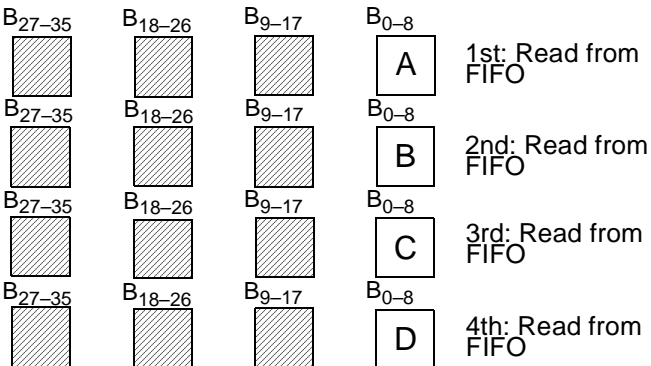 B27–35 B18–26 B9–17 B0–8
A 1st: Read from
FIFO
B27–35 B18–26 B9–17 B0–8
B 2nd: Read from
FIFO
B27–35 B18–26 B9–17 B0–8
C 3rd: Read from
FIFO
B27–35 B18–26 B9–17 B0–8
D 4th: Read from
FIFO